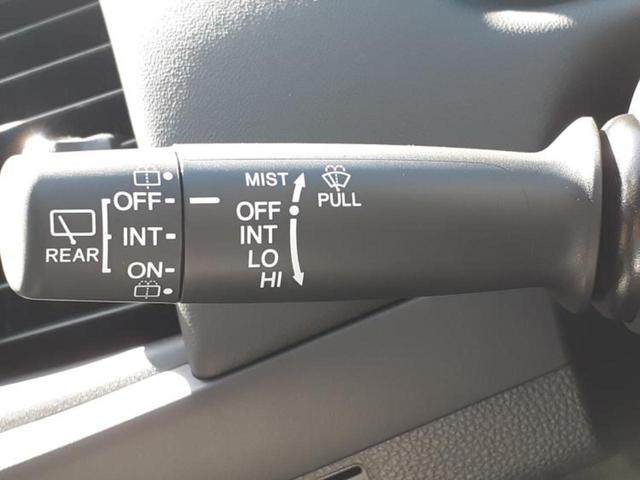 REAR
OFF
INT
ON
MIST
OFF
INT
LO
HI
PULL